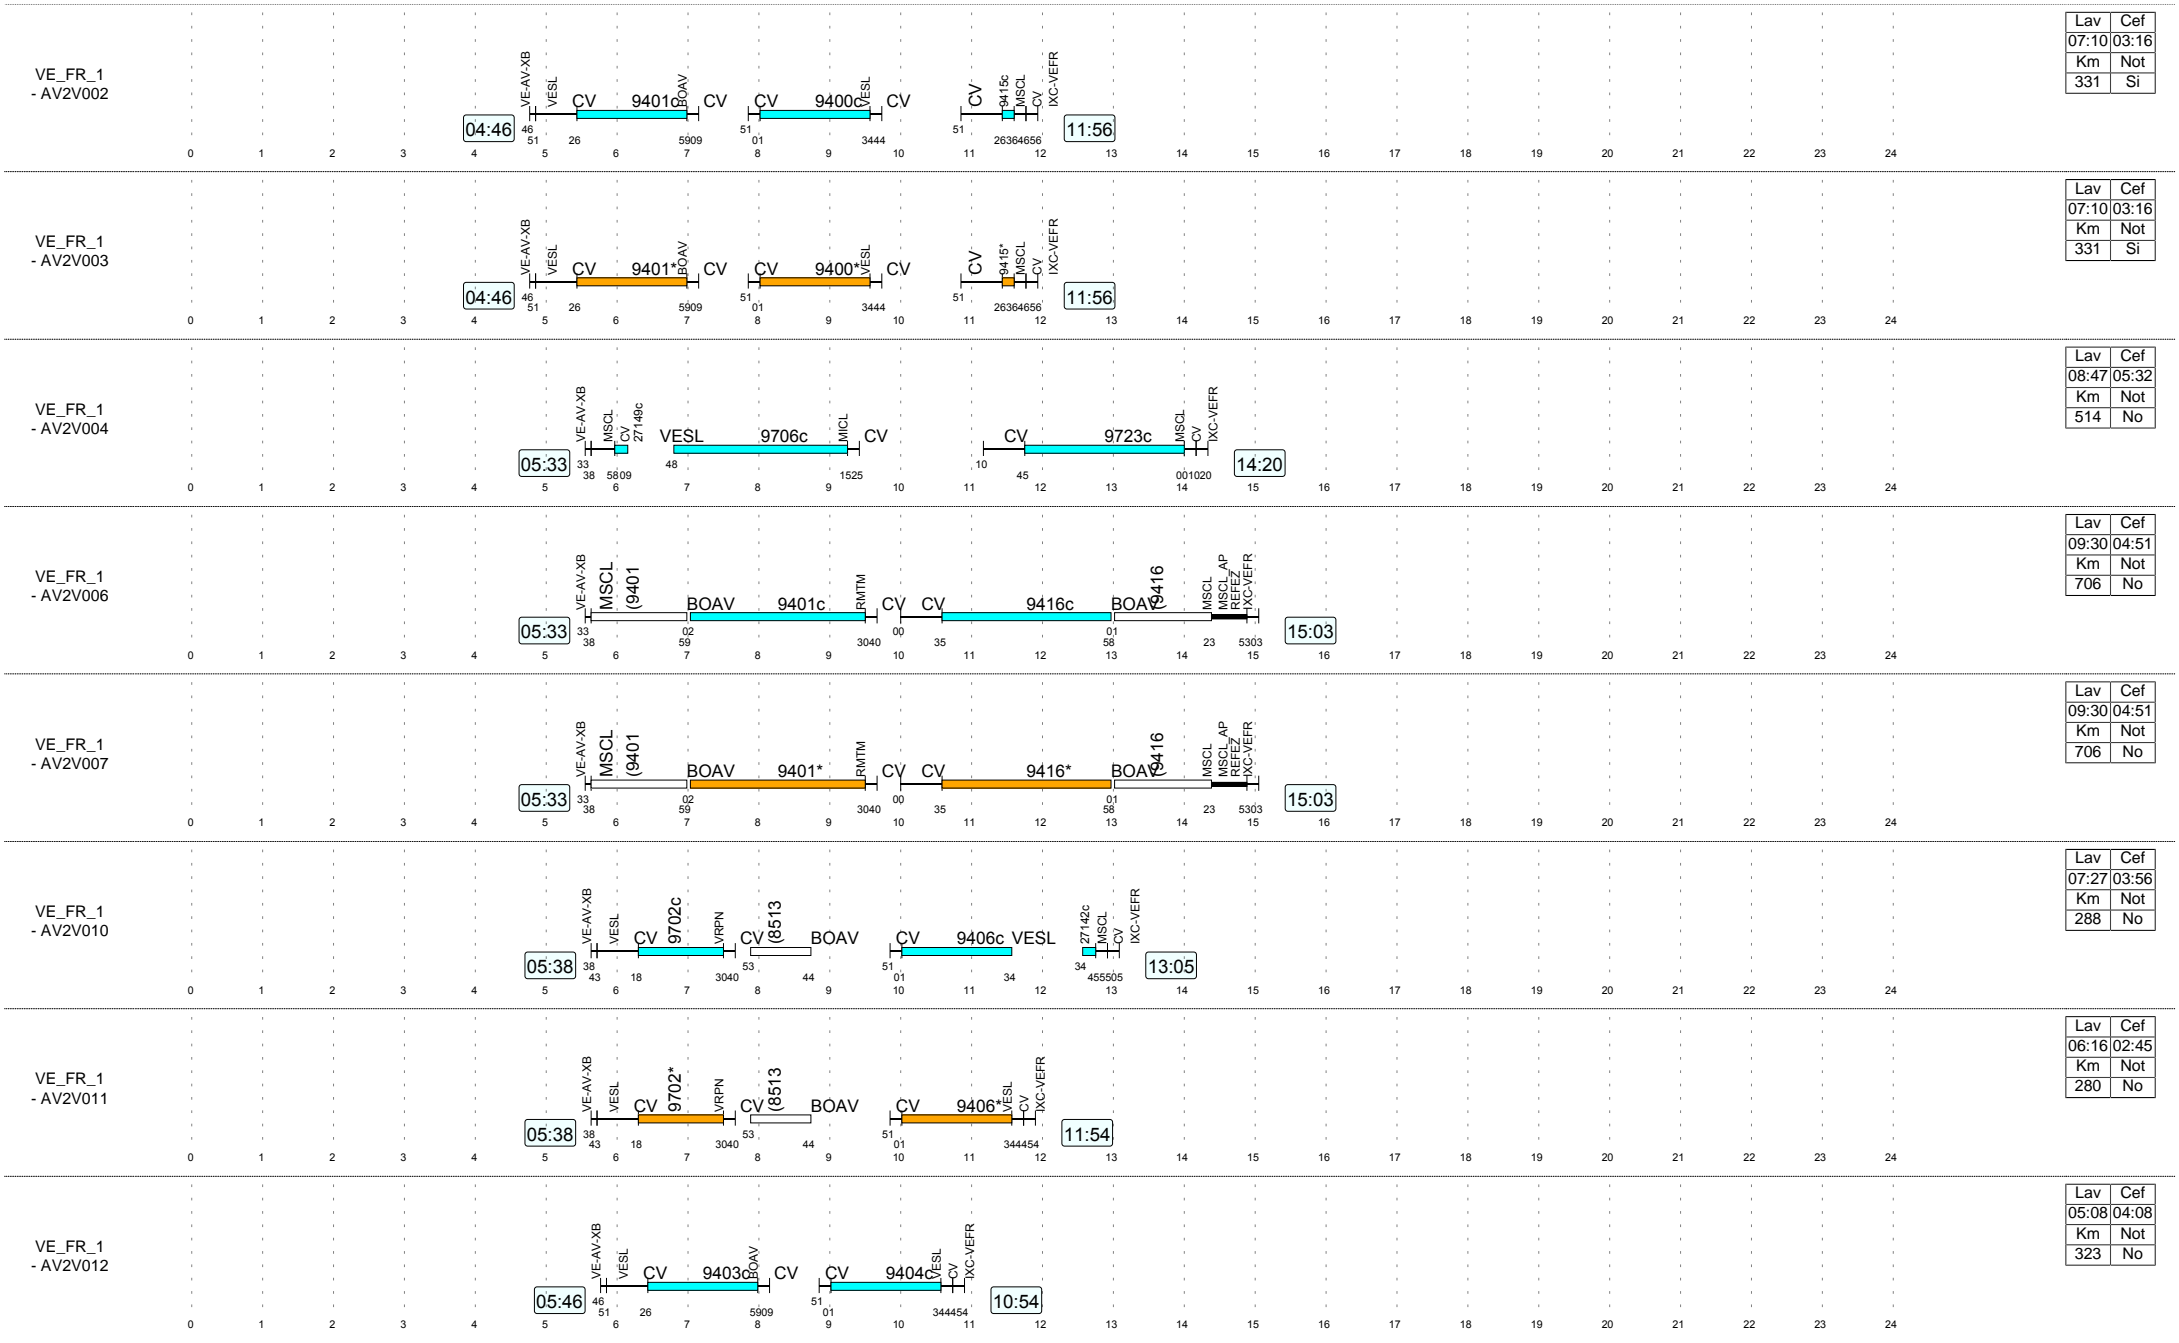 VE_FR_1
- AV2V002
04:46
VE-AV-XB VESL CV 9401c BOAV CV CV 9400c VESL CV CV 9415c MSCL CV IXC-VEFR
46 51 26 5909 51 01 3444 51 26364656
11:56
0 1 2 3 4 5 6 7 8 9 10 11 12 13 14 15 16 17 18 19 20 21 22 23 24
Lav Cef
07:10 03:16
Km Not
331 Si
VE_FR_1
- AV2V003
04:46
VE-AV-XB VESL CV 9401* BOAV CV CV 9400* VESL CV CV 9415* MSCL CV IXC-VEFR
46 51 26 5909 51 01 3444 51 26364656
11:56
0 1 2 3 4 5 6 7 8 9 10 11 12 13 14 15 16 17 18 19 20 21 22 23 24
Lav Cef
07:10 03:16
Km Not
331 Si
VE_FR_1
- AV2V004
05:33
VE-AV-XB MSCL CV 27149c VESL 9706c MICL CV CV 9723c MSCL CV IXC-VEFR
33 38 5809 48 1525 10 45 001020
14:20
0 1 2 3 4 5 6 7 8 9 10 11 12 13 14 15 16 17 18 19 20 21 22 23 24
Lav Cef
08:47 05:32
Km Not
514 No
VE_FR_1
- AV2V006
05:33
VE-AV-XB MSCL (9401 BOAV 9401c RMTM CV CV 9416c BOAV (9416 MSCL MSCL_AP REFEZ IXC-VEFR
33 38 02 59 3040 00 35 01 58 23 5303
15:03
0 1 2 3 4 5 6 7 8 9 10 11 12 13 14 15 16 17 18 19 20 21 22 23 24
Lav Cef
09:30 04:51
Km Not
706 No
VE_FR_1
- AV2V007
05:33
VE-AV-XB MSCL (9401 BOAV 9401* RMTM CV CV 9416* BOAV (9416 MSCL MSCL_AP REFEZ IXC-VEFR
33 38 02 59 3040 00 35 01 58 23 5303
15:03
0 1 2 3 4 5 6 7 8 9 10 11 12 13 14 15 16 17 18 19 20 21 22 23 24
Lav Cef
09:30 04:51
Km Not
706 No
VE_FR_1
- AV2V010
05:38
VE-AV-XB VESL CV 9702c VRPN CV (8513 BOAV CV 9406c VESL 27142c MSCL CV IXC-VEFR
38 43 18 3040 53 44 51 01 34 34 455505
13:05
0 1 2 3 4 5 6 7 8 9 10 11 12 13 14 15 16 17 18 19 20 21 22 23 24
Lav Cef
07:27 03:56
Km Not
288 No
VE_FR_1
- AV2V011
05:38
VE-AV-XB VESL CV 9702* VRPN CV (8513 BOAV CV 9406* VESL CV IXC-VEFR
38 43 18 3040 53 44 51 01 344454
11:54
0 1 2 3 4 5 6 7 8 9 10 11 12 13 14 15 16 17 18 19 20 21 22 23 24
Lav Cef
06:16 02:45
Km Not
280 No
VE_FR_1
- AV2V012
05:46
VE-AV-XB VESL CV 9403c BOAV CV CV 9404c VESL CV IXC-VEFR
46 51 26 5909 51 01 344454
10:54
0 1 2 3 4 5 6 7 8 9 10 11 12 13 14 15 16 17 18 19 20 21 22 23 24
Lav Cef
05:08 04:08
Km Not
323 No